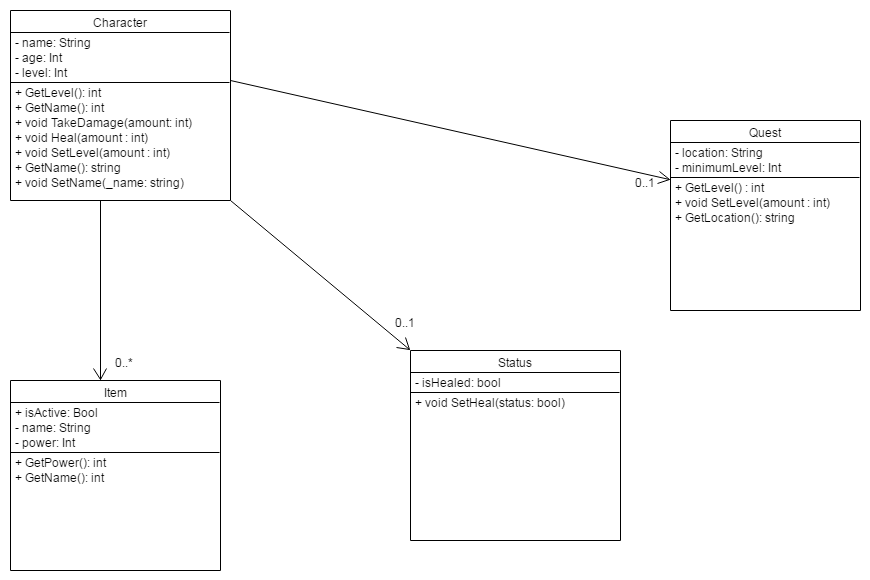 Character
- name: String
- age: Int
- level: Int
+ GetLevel(): int
+ GetName(): int
+ void TakeDamage(amount: int)
+ void Heal(amount : int)
+ void SetLevel(amount : int)
+ GetName(): string
+ void SetName(_name: string)
Quest
- location: String
- minimumLevel: Int
+ GetLevel() : int
+ void SetLevel(amount : int)
+ GetLocation(): string
0..1
0..1
0..*
Status
- isHealed: bool
+ void SetHeal(status: bool)
Item
+ isActive: Bool
- name: String
- power: Int
+ GetPower(): int
+ GetName(): int